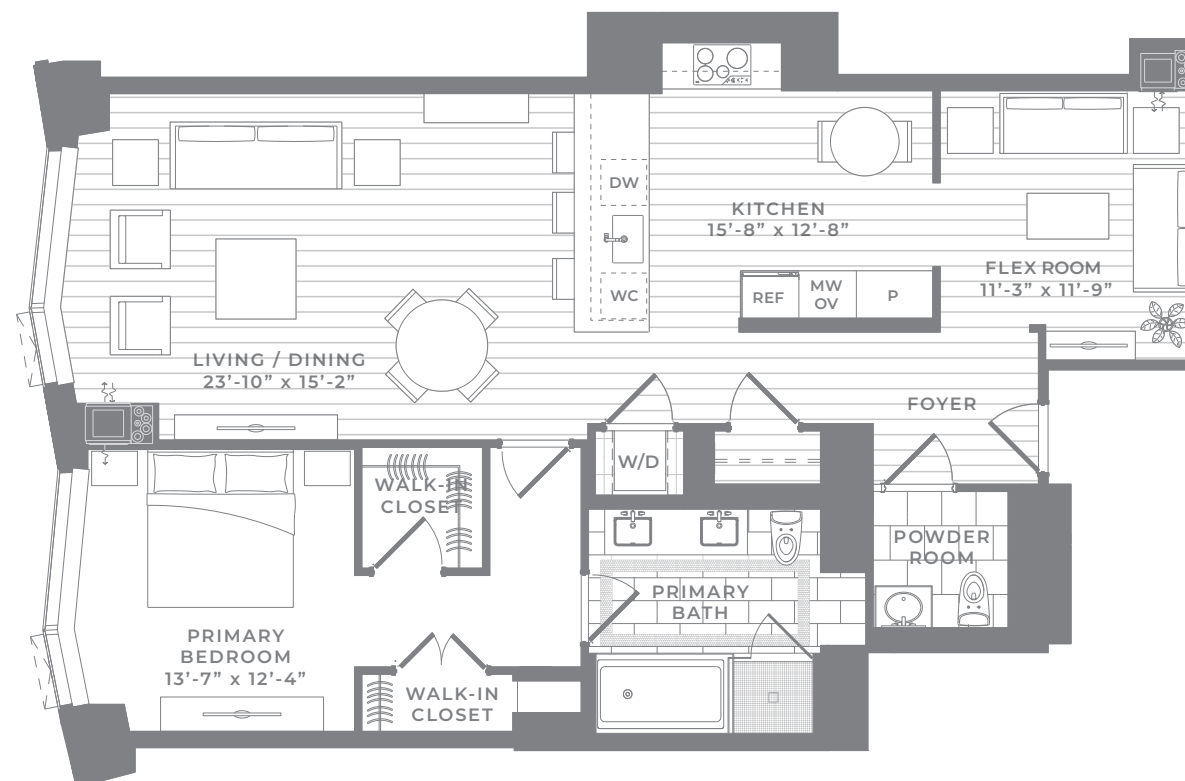 DW
KITCHEN
15’-8” x 12’-8”
FLEX ROOM
11’-3” x 11’-9”
REF
MW
OV
P
WC
LIVING / DINING
23’-10” x 15’-2”
FOYER
W/D
WALK-IN
CLOSET
POWDER
ROOM
PRIMARY
BATH
PRIMARY
BEDROOM
13’-7” x 12’-4”
WALK-IN
CLOSET